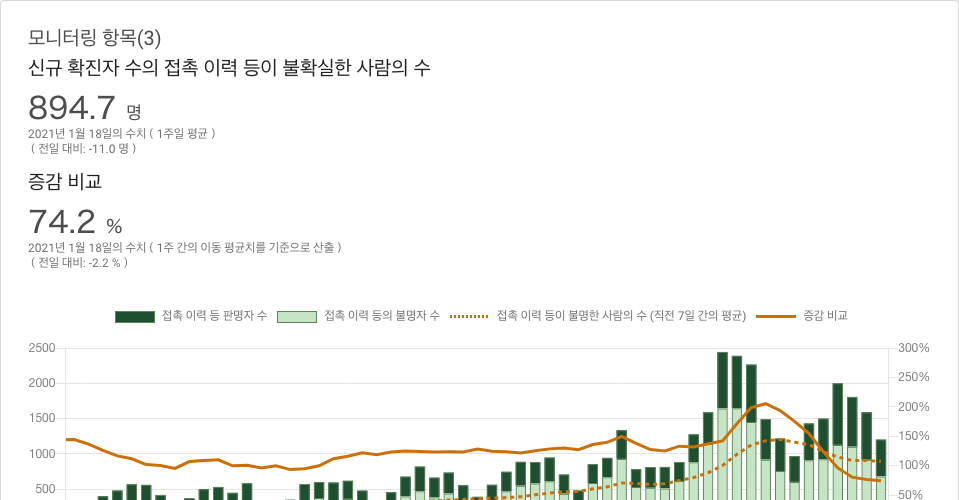 모니터링 항목(3)
신규 확진자 수의 접촉 이력 등이 불확실한 사람의 수
894.7 명
2021년 1월 18일의 수치 ( 1주일 평균 )
( 전일 대비: -11.0 명 )
증감 비교
74.2 %
2021년 1월 18일의 수치 ( 1주 간의 이동 평균치를 기준으로 산출 )
( 전일 대비: -2.2 % )
접촉 이력 등 판명자 수 접촉 이력 등의 불명자 수 접촉 이력 등이 불명한 사람의 수 (직전 7일 간의 평균) 증감 비교
2500 300%
2000 250%
1500 200%
1000 150%
500 100%
50%